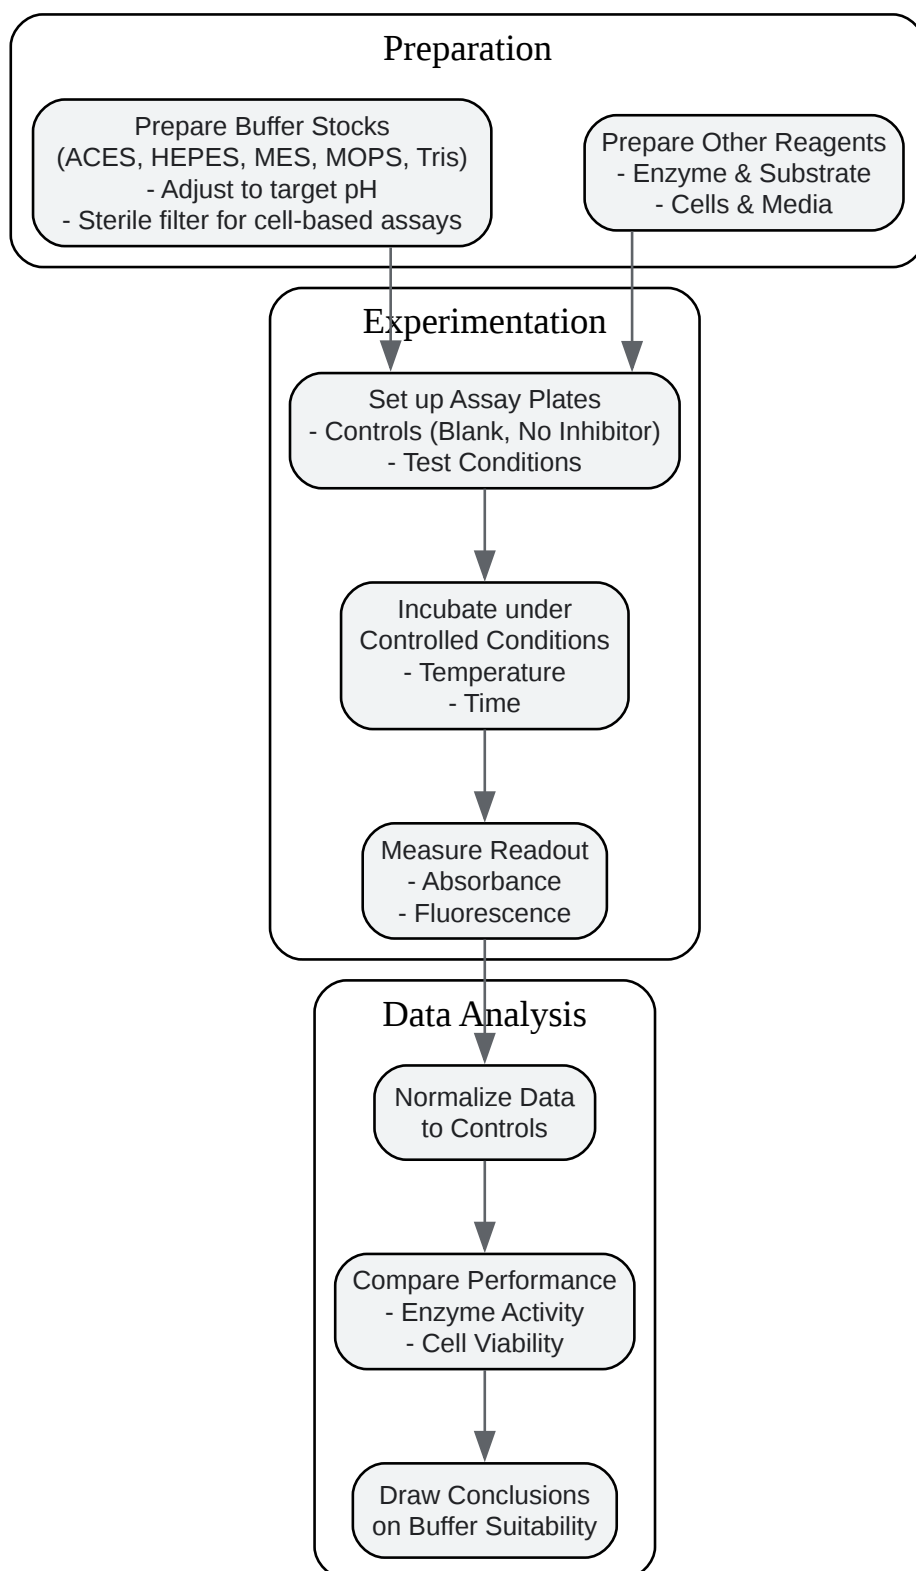 Preparation
Prepare Buffer Stocks
(ACES, HEPES, MES, MOPS, Tris)
- Adjust to target pH
- Sterile filter for cell-based assays
Prepare Other Reagents
- Enzyme & Substrate
- Cells & Media
Experimentation
Set up Assay Plates
- Controls (Blank, No Inhibitor)
- Test Conditions
Incubate under
Controlled Conditions
- Temperature
- Time
Measure Readout
- Absorbance
- Fluorescence
Data Analysis
Normalize Data
to Controls
Compare Performance
- Enzyme Activity
- Cell Viability
Draw Conclusions
on Buffer Suitability